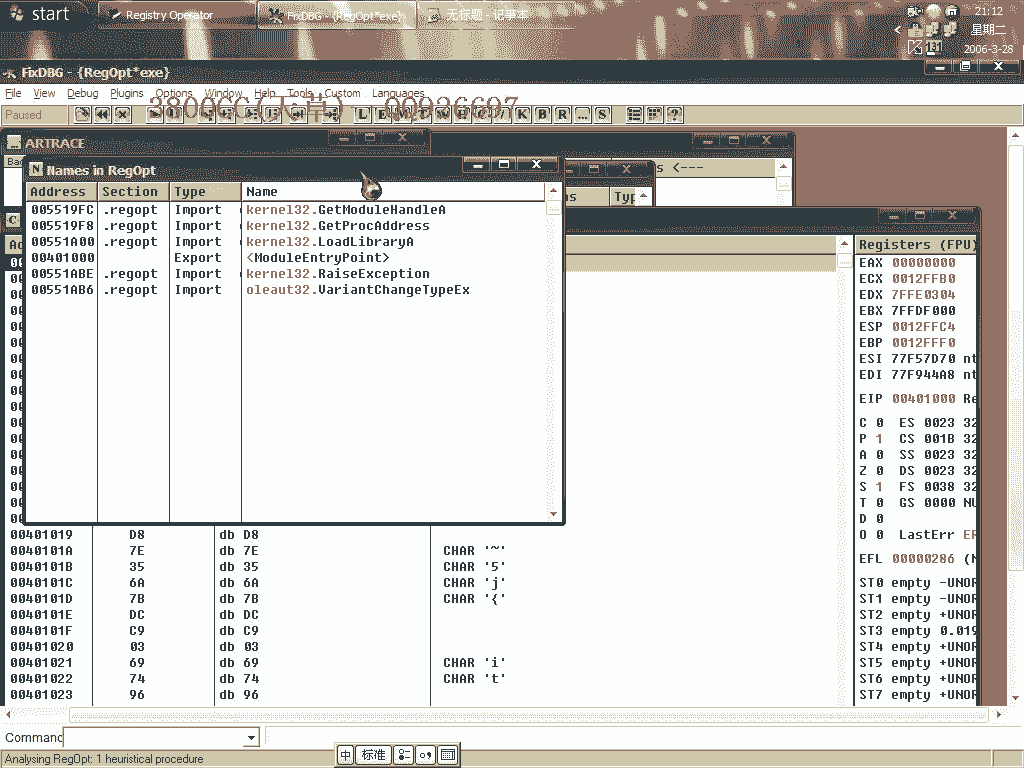 start
Registry Operator
FixDBG - {RegOpt*exe}
无标题 - 记事本
21:12
星期二
2006-3-28
FixDBG - {RegOpt*exe}
File View Debug Plugins Options Window Help Tools Custom Languages
3800CC(天草) QQ936697
Paused
K B R ... S ?
ARTRACE
Names in RegOpt
s <---
Address Section Type Name
005519FC .regopt Import kernel32.GetModuleHandleA
005519F8 .regopt Import kernel32.GetProcAddress
00551A00 .regopt Import kernel32.LoadLibraryA
00401000 Export <ModuleEntryPoint>
00551ABE .regopt Import kernel32.RaiseException
00551AB6 .regopt Import oleaut32.VariantChangeTypeEx
Registers (FPU)
EAX 00000000
ECX 0012FFB0
EDX 7FFE0304
EBX 7FFDF000
ESP 0012FFC4
EBP 0012FFF0
ESI 77F57D70 nt
EDI 77F944A8 nt
EIP 00401000 Re
C 0 ES 0023 32
P 1 CS 001B 32
A 0 SS 0023 32
Z 0 DS 0023 32
S 1 FS 0038 32
T 0 GS 0000 NU
D 0
O 0 LastErr ER
EFL 00000286 (N
ST0 empty -UNOR
ST1 empty -UNOR
ST2 empty +UNOR
ST3 empty 0.019
ST4 empty +UNOR
ST5 empty +UNOR
ST6 empty +UNOR
ST7 empty +UNOR
00401019 D8 db D8
0040101A 7E db 7E CHAR '~'
0040101B 35 db 35 CHAR '5'
0040101C 6A db 6A CHAR 'j'
0040101D 7B db 7B CHAR '{'
0040101E DC db DC
0040101F C9 db C9
00401020 03 db 03
00401021 69 db 69 CHAR 'i'
00401022 74 db 74 CHAR 't'
00401023 96 db 96
Command
中 标准
Analysing RegOpt: 1 heuristical procedure